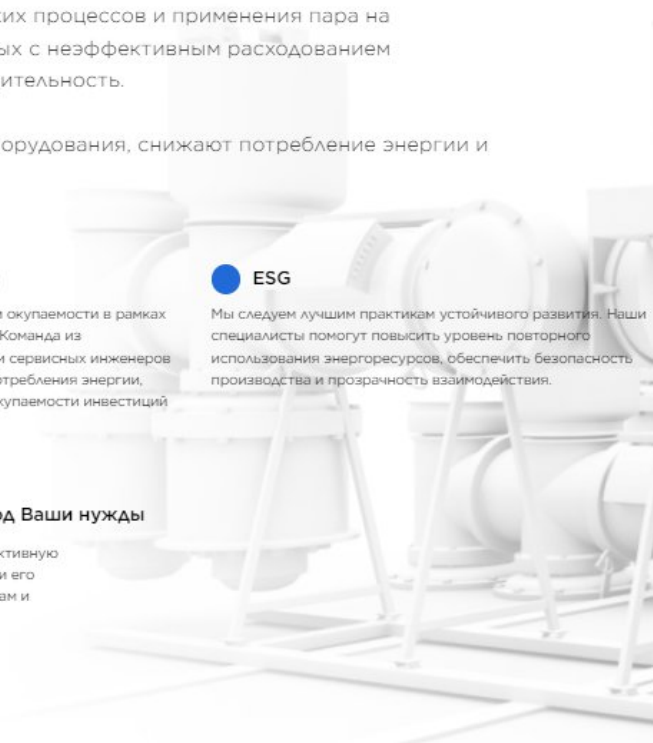 ких процессов и применения пара на
ых с неэффективным расходованием
ительность.
орудования, снижают потребление энергии и
ESG
и окупаемости в рамках
Команда из
и сервисных инженеров
отребления энергии,
купаемости инвестиций
Мы следуем лучшим практикам устойчивого развития. Наши
специалисты помогут повысить уровень повторного
использования энергоресурсов, обеспечить безопасность
производства и прозрачность взаимодействия.
од Ваши нужды
ктивную
и его
ам и